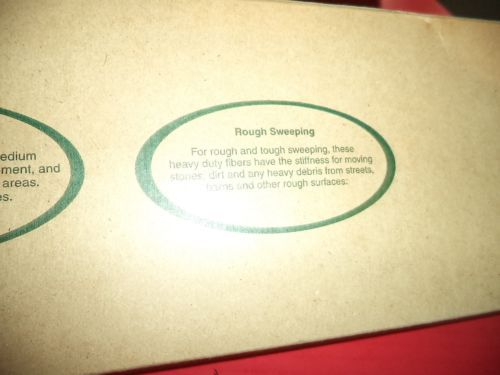 edium
ment, and
areas.
es.
Rough Sweeping
For rough and tough sweeping, these
heavy duty fibers have the stiffness for moving
stones, dirt and any heavy debris from streets,
barns and other rough surfaces.